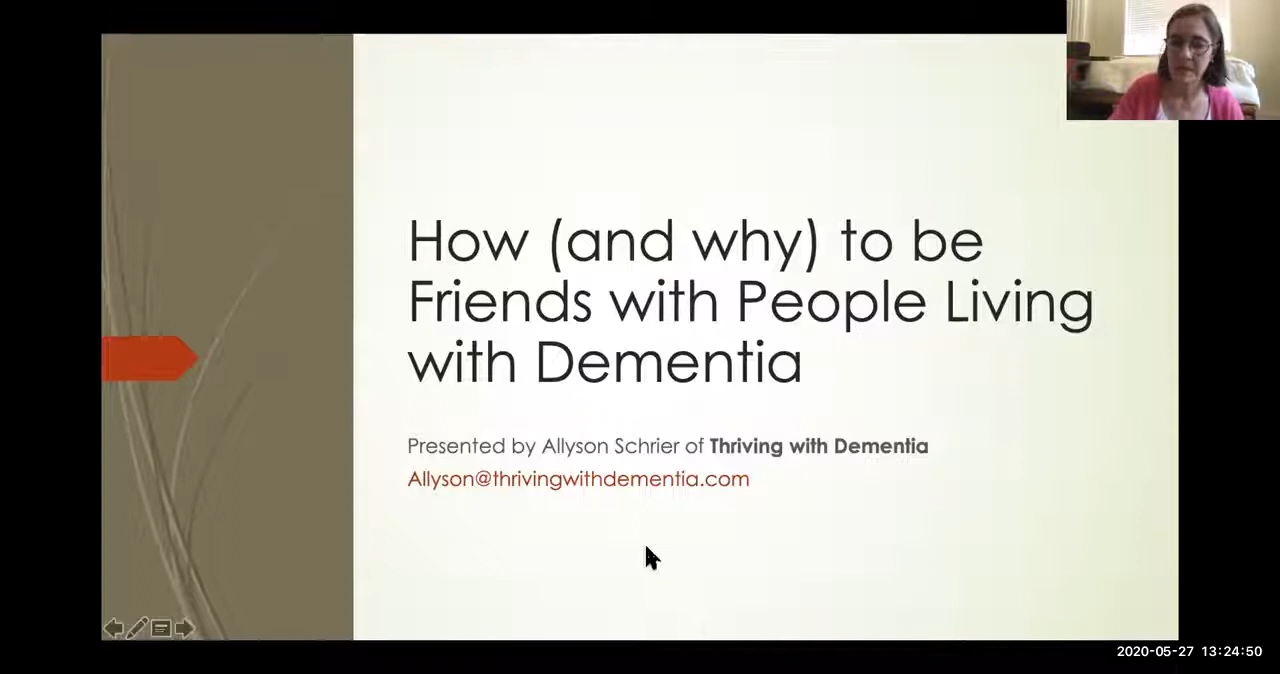 How (and why) to be
Friends with People Living
with Dementia
Presented by Allyson Schrier of Thriving with Dementia
Allyson@thrivingwithdementia.com
2020-05-27 13:24:50